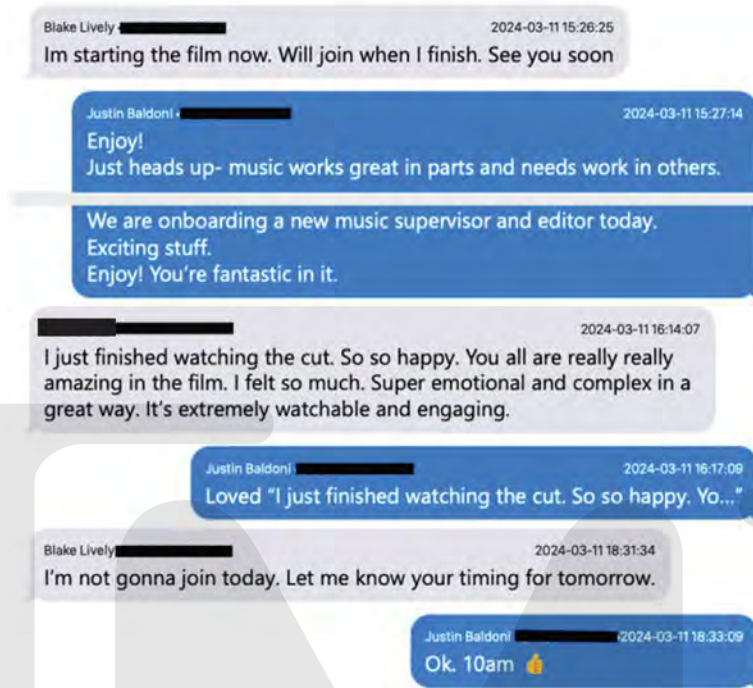 Blake Lively
2024-03-11 15:26:25
Im starting the film now. Will join when I finish. See you soon
Justin Baldoni
2024-03-11 15:27:14
Enjoy!
Just heads up- music works great in parts and needs work in others.
We are onboarding a new music supervisor and editor today.
Exciting stuff.
Enjoy! You're fantastic in it.
2024-03-11 16:14:07
I just finished watching the cut. So so happy. You all are really really
amazing in the film. I felt so much. Super emotional and complex in a
great way. It's extremely watchable and engaging.
Justin Baldoni
2024-03-11 16:17:09
Loved “I just finished watching the cut. So so happy. Yo...”
Blake Lively
2024-03-11 18:31:34
I'm not gonna join today. Let me know your timing for tomorrow.
Justin Baldoni
2024-03-11 18:33:09
Ok. 10am 👍